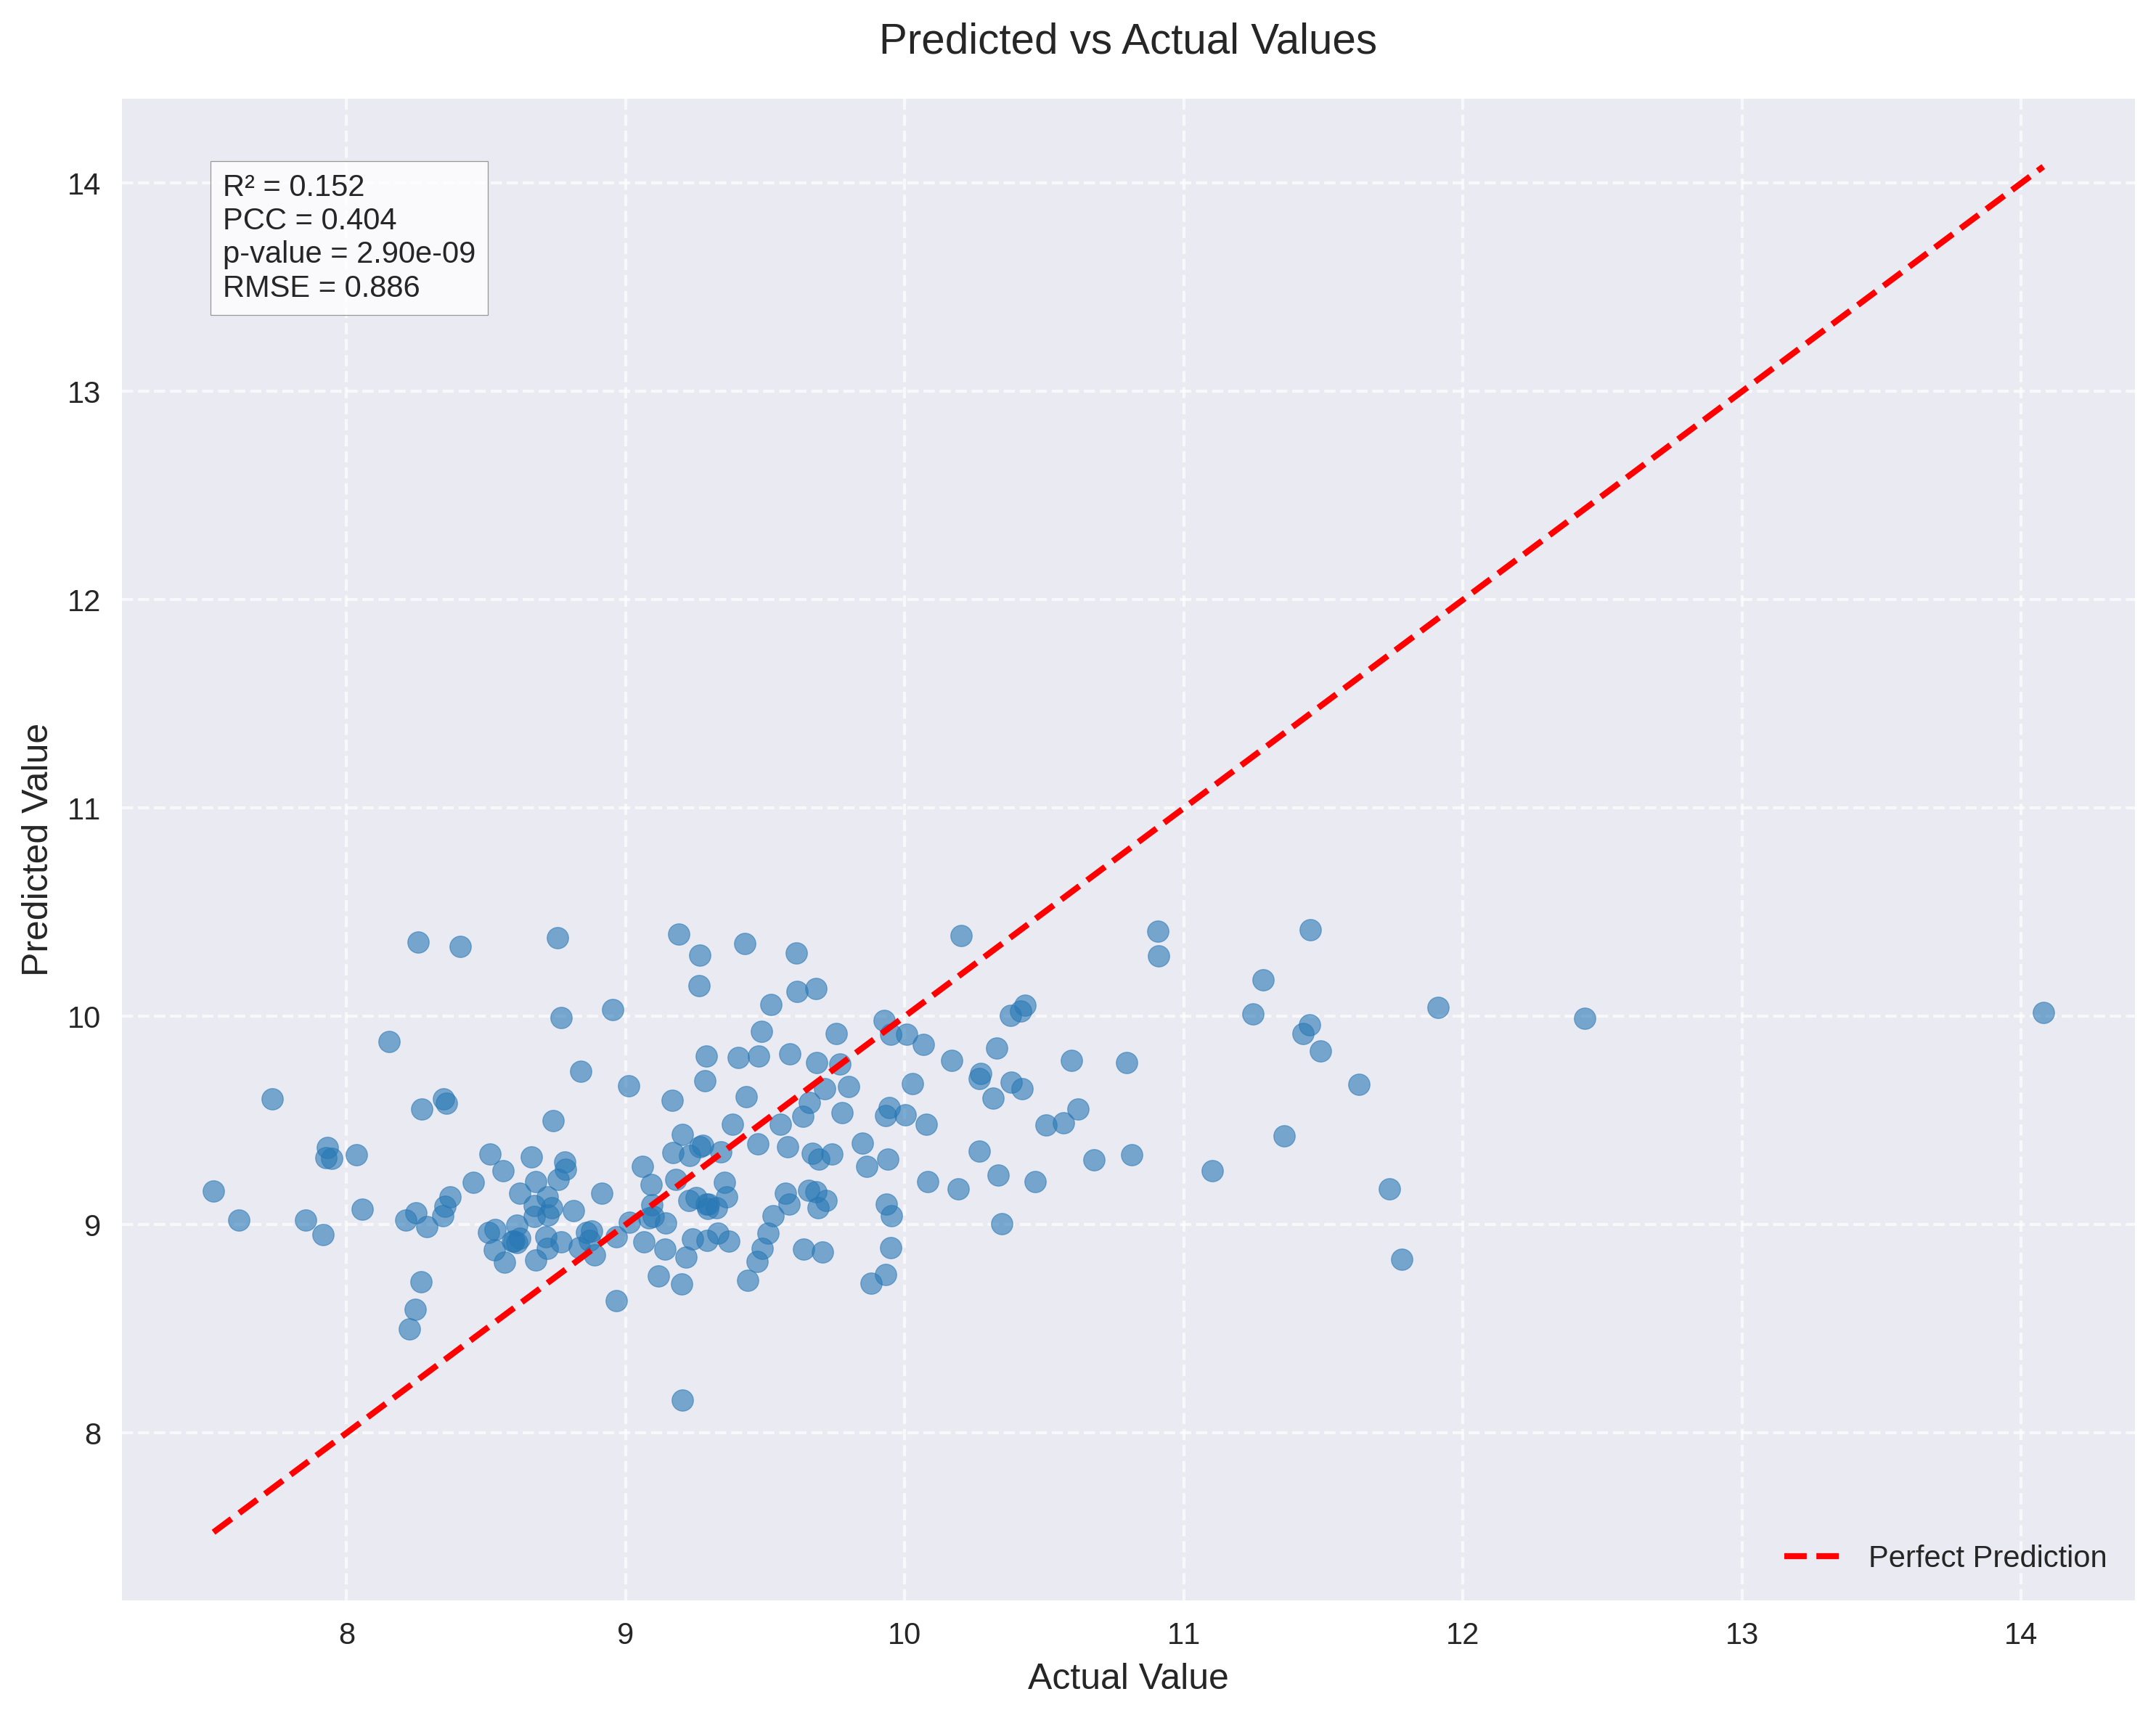 Predicted vs Actual Values
R² = 0.152
PCC = 0.404
p-value = 2.90e-09
RMSE = 0.886
14
13
12
11
10
9
8
Predicted Value
Perfect Prediction
8 9 10 11 12 13 14
Actual Value